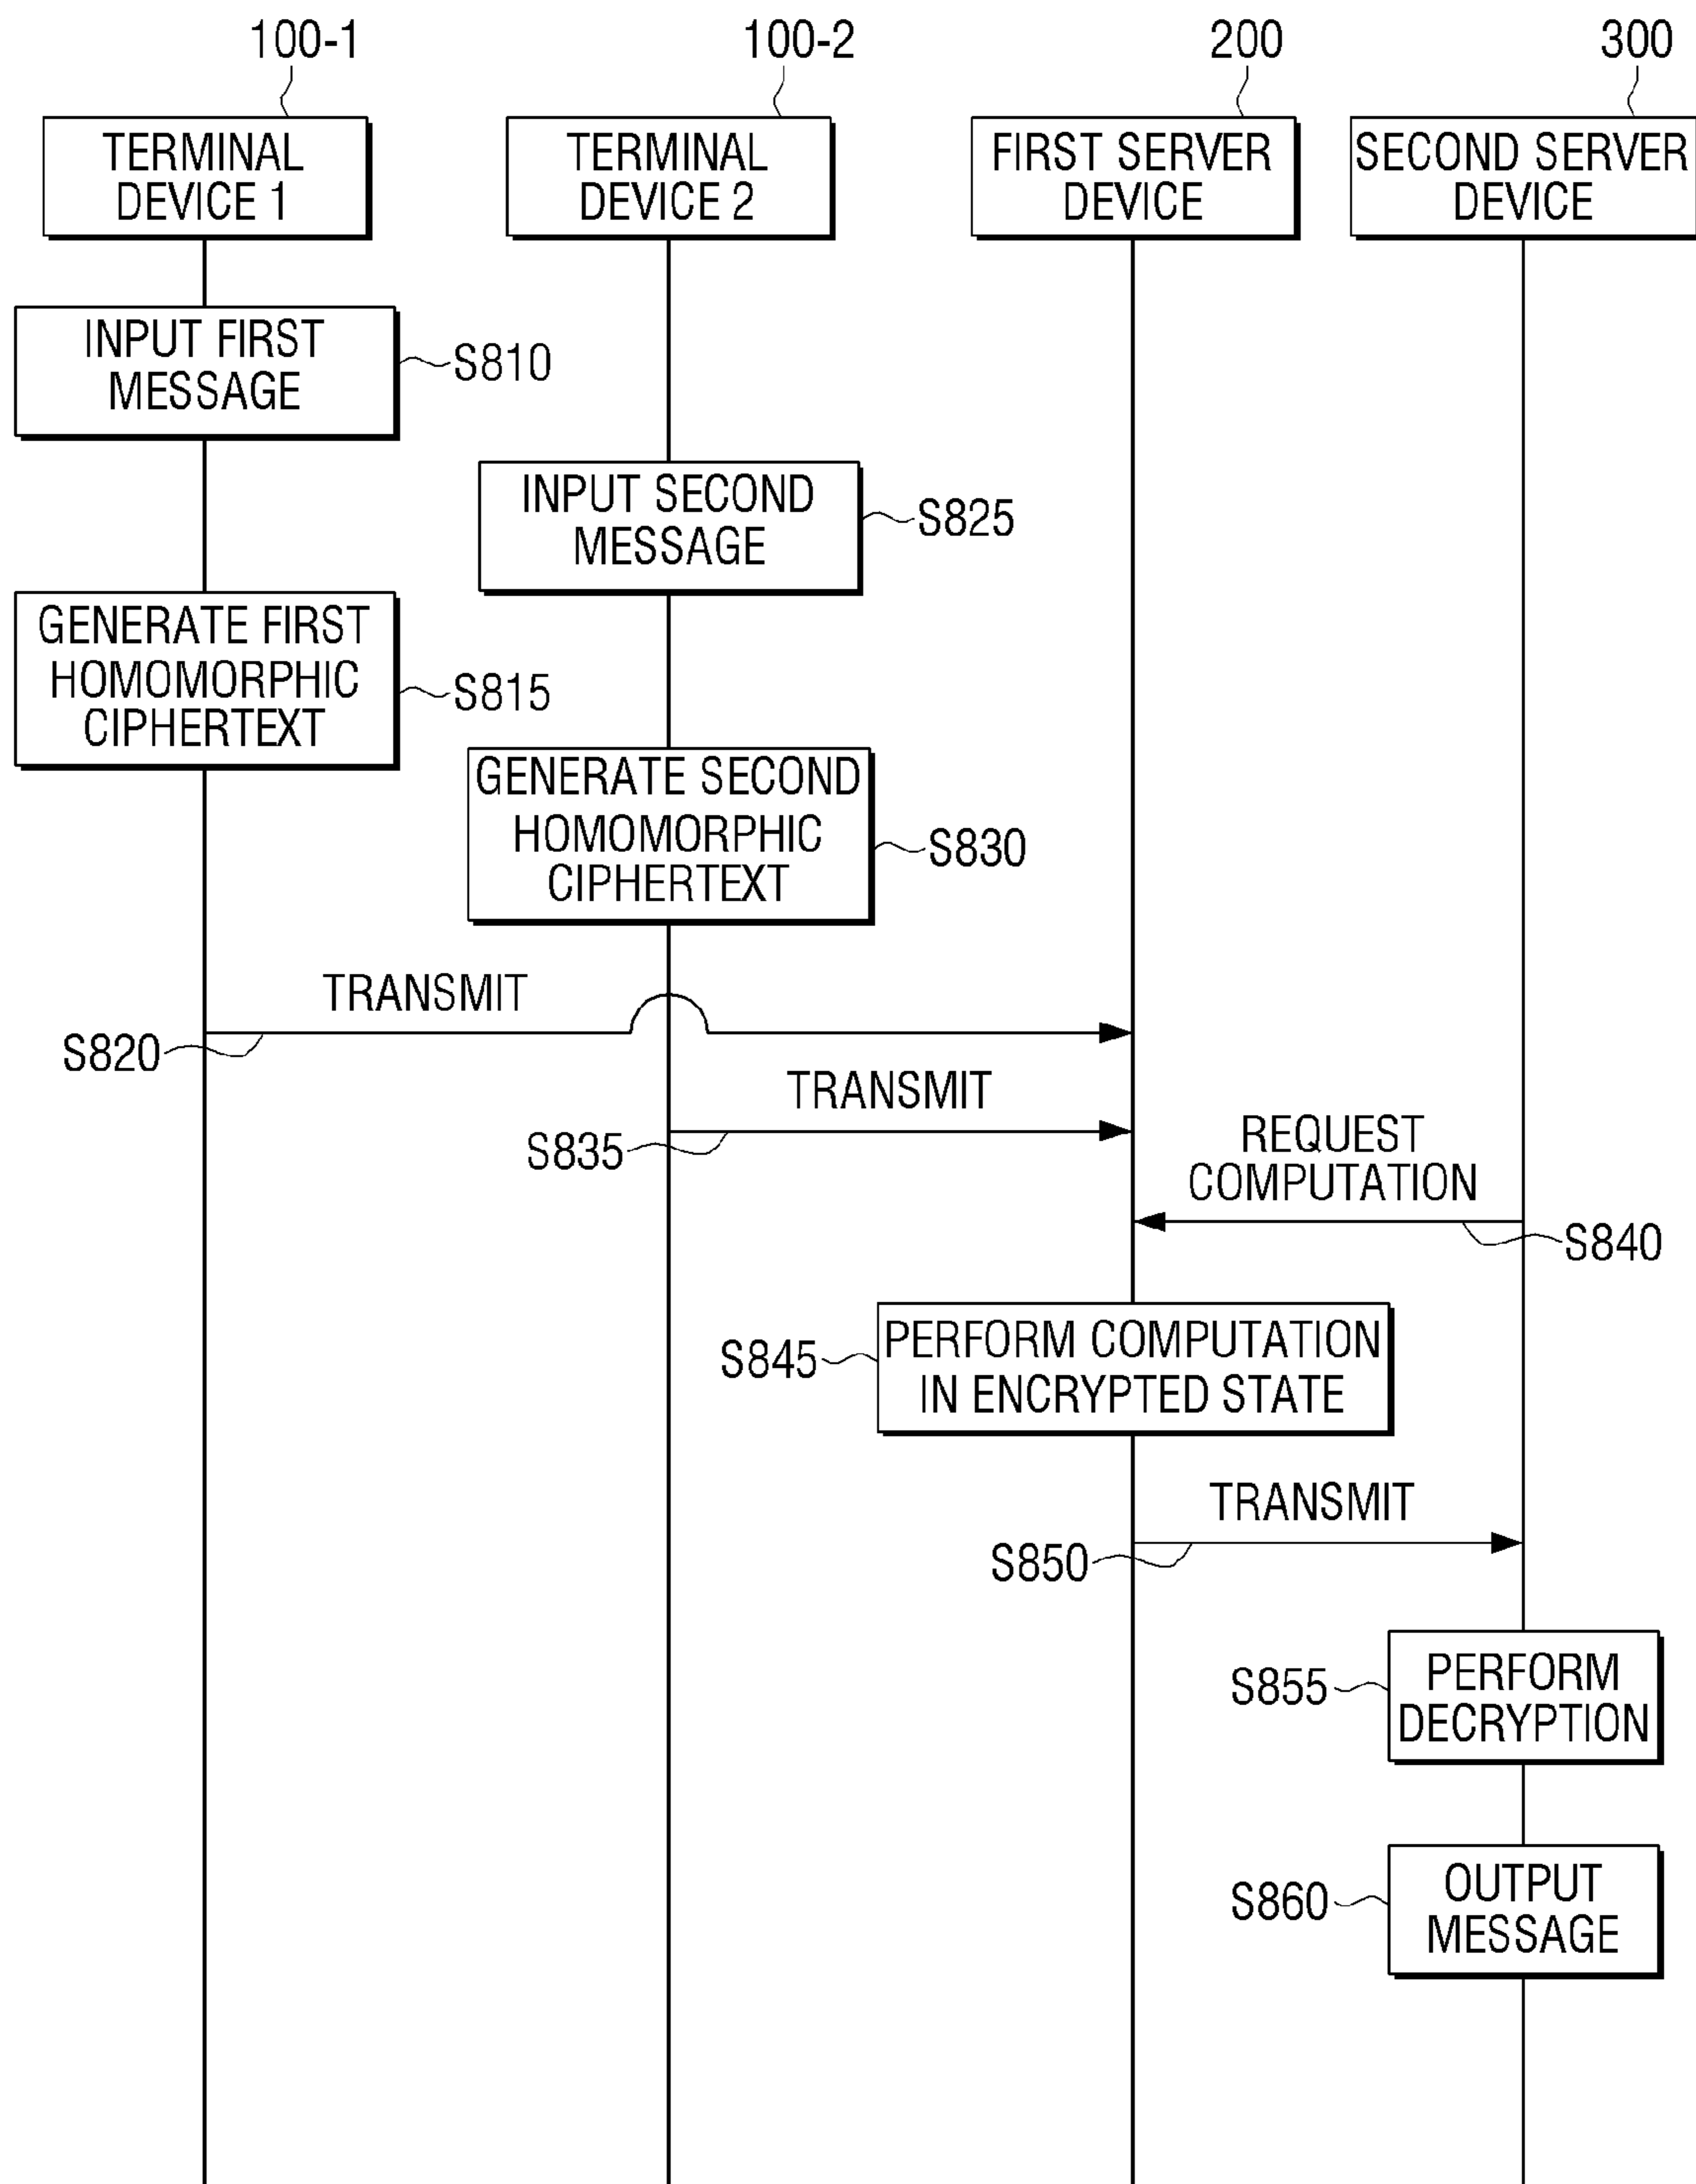 100-1
100-2
200
300
TERMINAL
DEVICE 1
TERMINAL
DEVICE 2
FIRST SERVER
DEVICE
SECOND SERVER
DEVICE
INPUT FIRST
MESSAGE
S810
INPUT SECOND
MESSAGE
S825
GENERATE FIRST
HOMOMORPHIC
CIPHERTEXT
S815
GENERATE SECOND
HOMOMORPHIC
CIPHERTEXT
S830
TRANSMIT
S820
TRANSMIT
S835
REQUEST
COMPUTATION
S840
S845
PERFORM COMPUTATION
IN ENCRYPTED STATE
TRANSMIT
S850
S855
PERFORM
DECRYPTION
S860
OUTPUT
MESSAGE